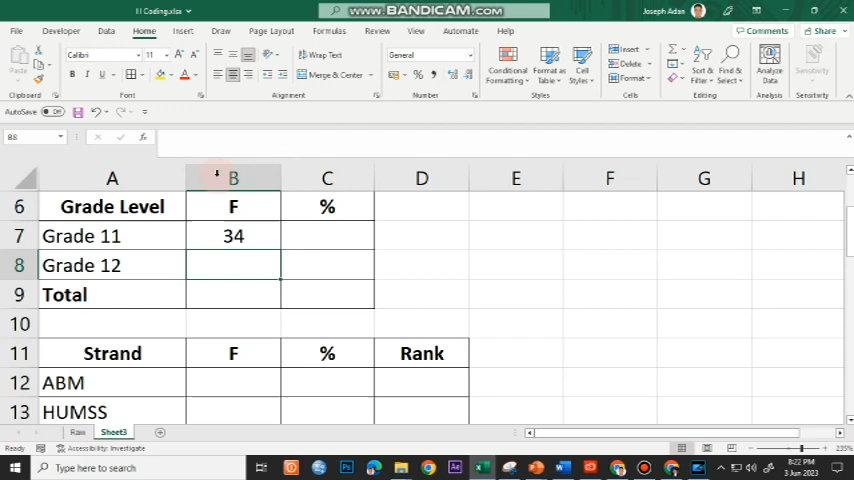 I I Coding.xlsx
www.BANDICAM.com
Joseph Adan
File Developer Data Home Insert Draw Page Layout Formulas Review View Automate Help
Comments Share
Paste
Calibri 11
B I U
Wrap Text
Merge & Center
General
% ,
Conditional Formatting
Format as Table
Cell Styles
Insert
Delete
Format
Sort & Filter
Find & Select
Analyze Data
Sensitivity
Clipboard Font Alignment Number Styles Cells Editing Analysis Sensitivity
AutoSave Off
B8 fx
A B C D E F G H
6 Grade Level F %
7 Grade 11 34
8 Grade 12
9 Total
10
11 Strand F % Rank
12 ABM
13 HUMSS
Raw Sheet3
Ready Accessibility: Investigate 235%
Type here to search
8:22 PM
3 Jun 2023